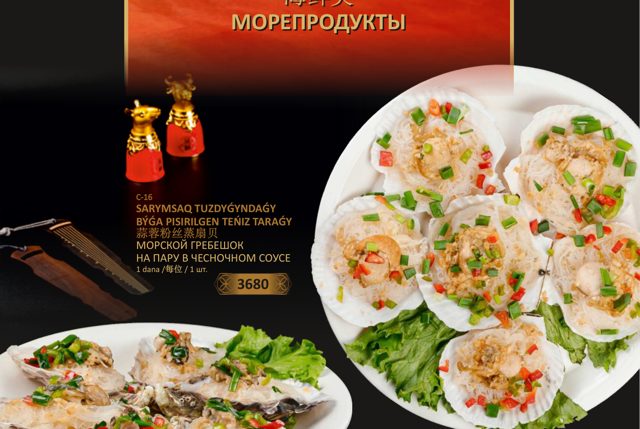 МОРЕПРОДУКТЫ
C-16
SARYMSAQ TUZDYǴYNDAǴY
BÝǴA PISIRILGEN TEŃIZ TARAǴY
蒜蓉粉丝蒸扇贝
МОРСКОЙ ГРЕБЕШОК
НА ПАРУ В ЧЕСНОЧНОМ СОУСЕ
1 dana /每位 / 1 шт.
3680